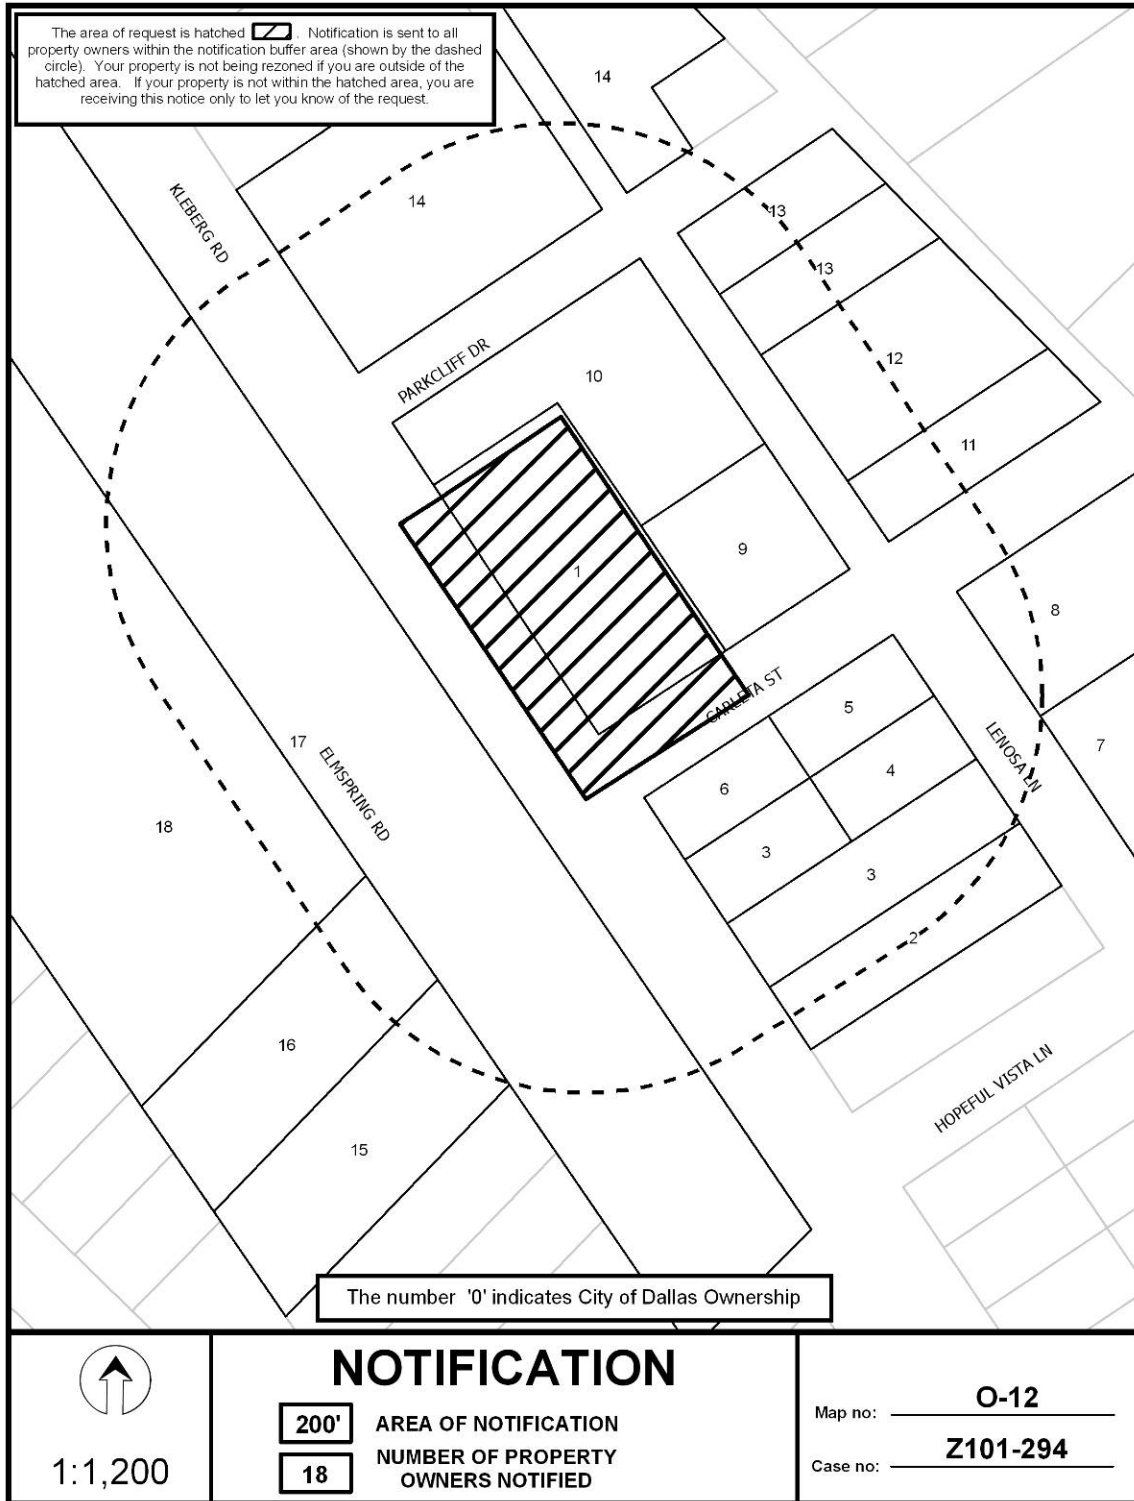 The area of request is hatched . Notification is sent to all
property owners within the notification buffer area (shown by the dashed
circle). Your property is not being rezoned if you are outside of the
hatched area. If your property is not within the hatched area, you are
receiving this notice only to let you know of the request.
14
14
KLEBERG RD
13
13
12
PARKCLIFF DR
10
11
9
1
8
CARLETA ST
5
LENOSA LN
7
17
ELMSPRING RD
4
6
18
3
3
2
16
HOPEFUL VISTA LN
15
The number '0' indicates City of Dallas Ownership
1:1,200
NOTIFICATION
200' AREA OF NOTIFICATION
18 NUMBER OF PROPERTY
OWNERS NOTIFIED
Map no: O-12
Case no: Z101-294